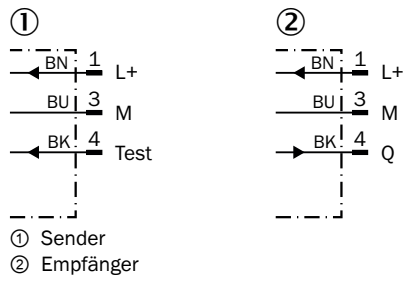 ① ②
BN 1 L+ BN 1 L+
BU 3 M BU 3 M
BK 4 Test BK 4 Q
① Sender
② Empfänger